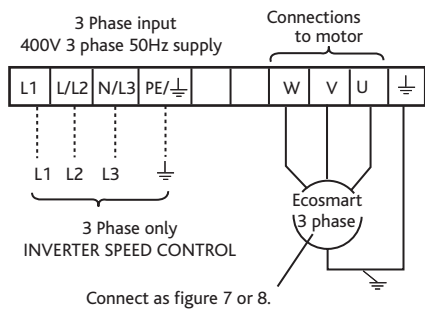 3 Phase input
400V 3 phase 50Hz supply
Connections
to motor
L1 L/L2 N/L3 PE/⏚ W V U ⏚
L1 L2 L3 ⏚
3 Phase only
INVERTER SPEED CONTROL
Ecosmart
3 phase
Connect as figure 7 or 8.